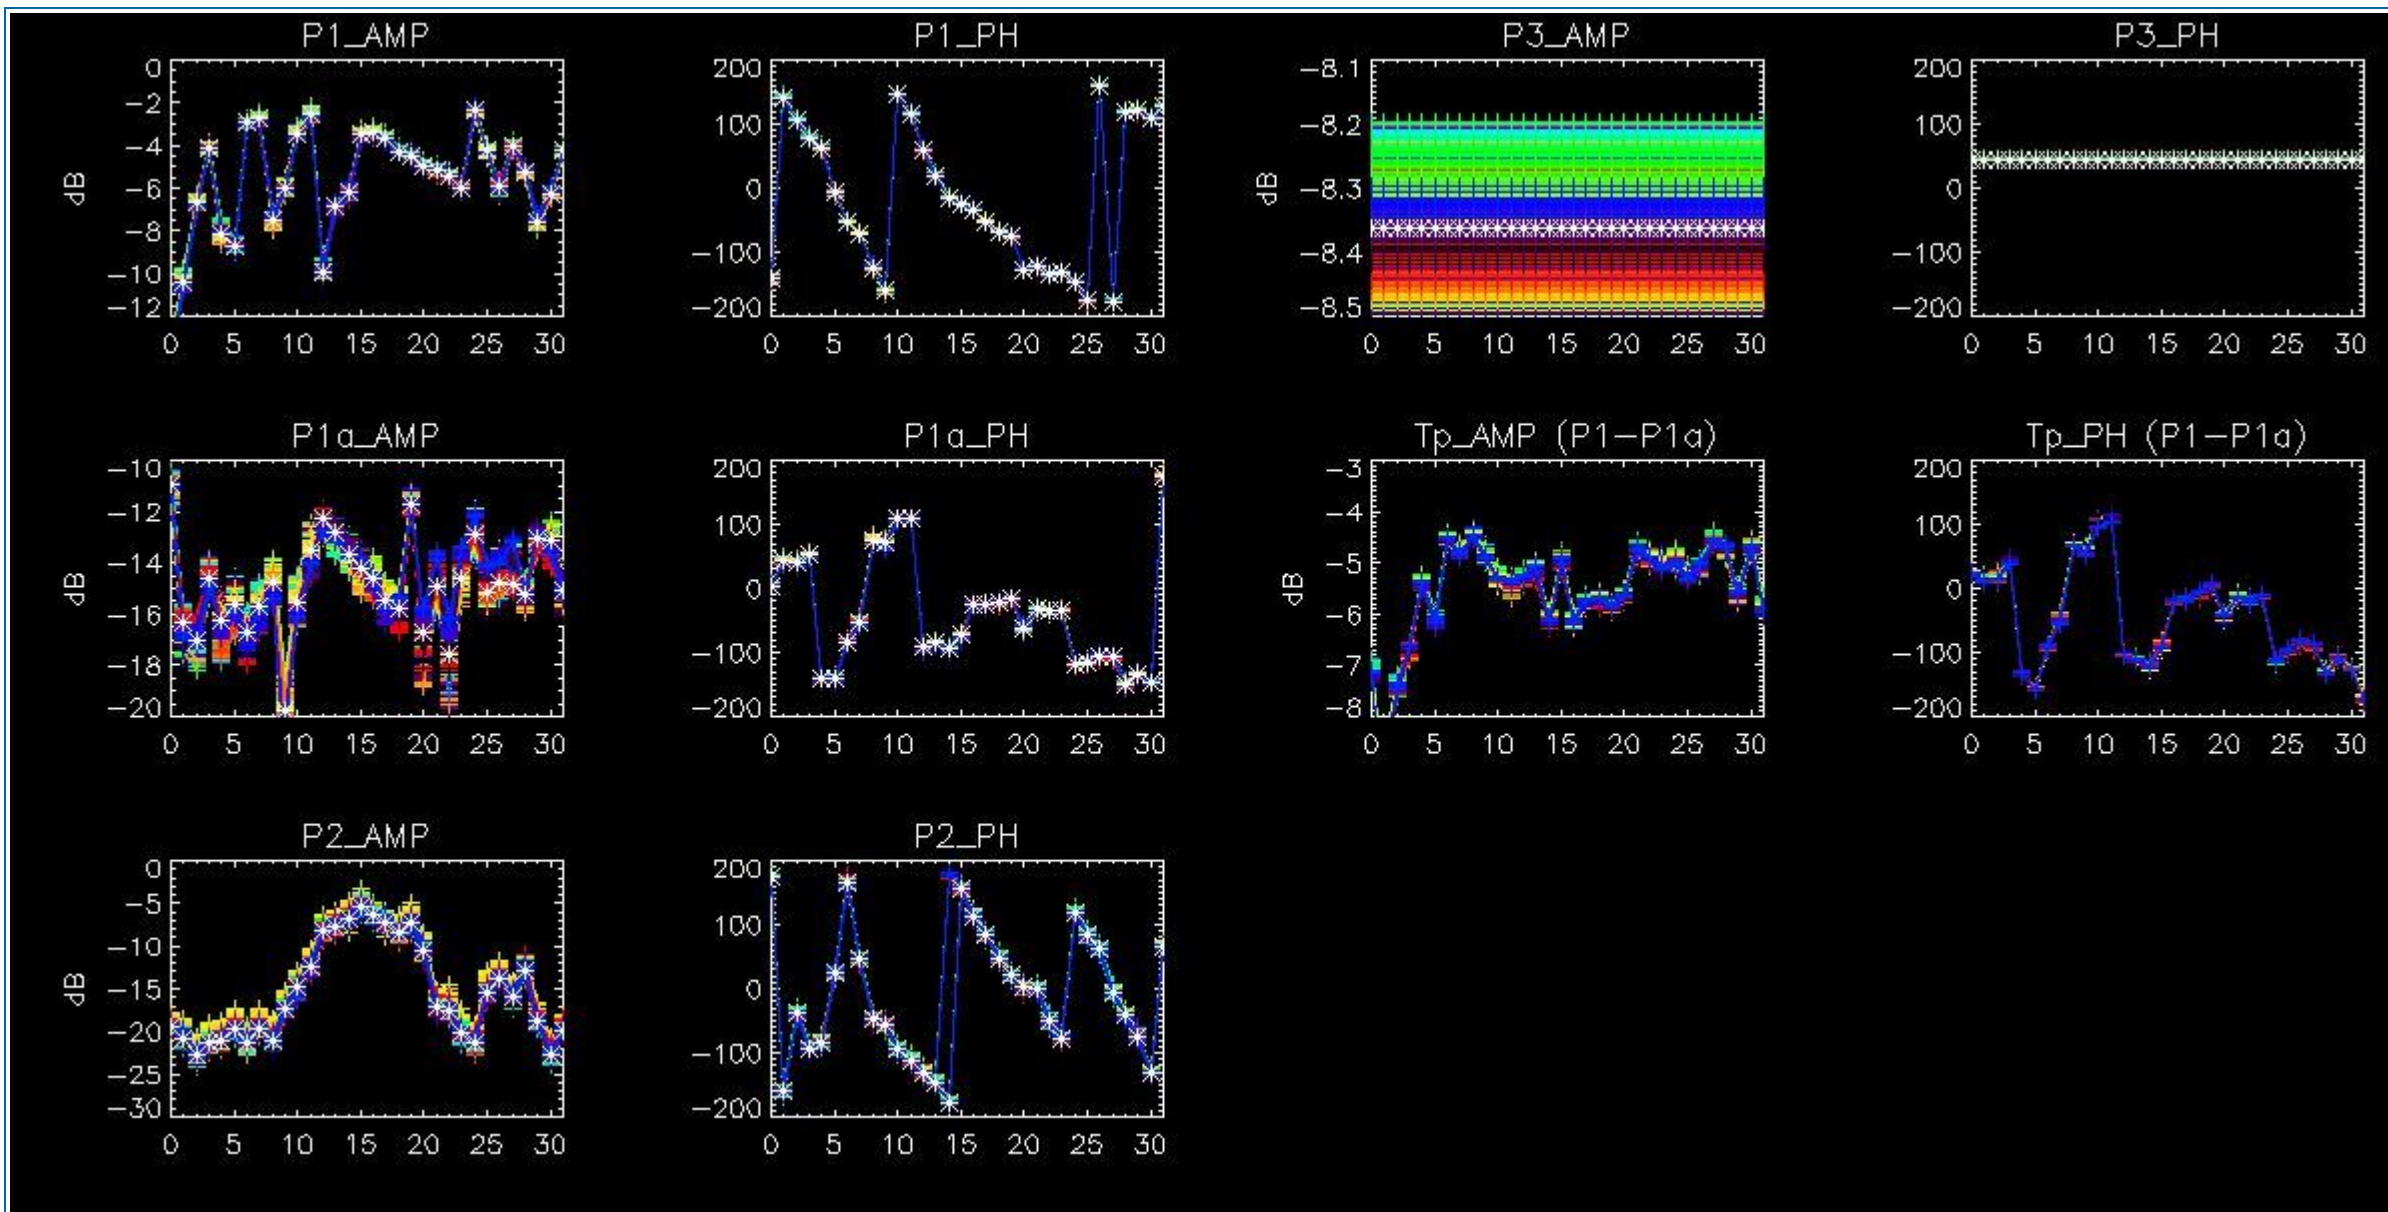 P1_AMP
0
−2
−4
−6
−8
−10
−12
dB
0 5 10 15 20 25 30
P1_PH
200
100
0
−100
−200
0 5 10 15 20 25 30
P3_AMP
−8.1
−8.2
−8.3
−8.4
−8.5
dB
0 5 10 15 20 25 30
P3_PH
200
100
0
−100
−200
0 5 10 15 20 25 30
P1a_AMP
−10
−12
−14
−16
−18
−20
dB
0 5 10 15 20 25 30
P1a_PH
200
100
0
−100
−200
0 5 10 15 20 25 30
Tp_AMP (P1−P1a)
−3
−4
−5
−6
−7
−8
dB
0 5 10 15 20 25 30
Tp_PH (P1−P1a)
200
100
0
−100
−200
0 5 10 15 20 25 30
P2_AMP
0
−5
−10
−15
−20
−25
−30
dB
0 5 10 15 20 25 30
P2_PH
200
100
0
−100
−200
0 5 10 15 20 25 30